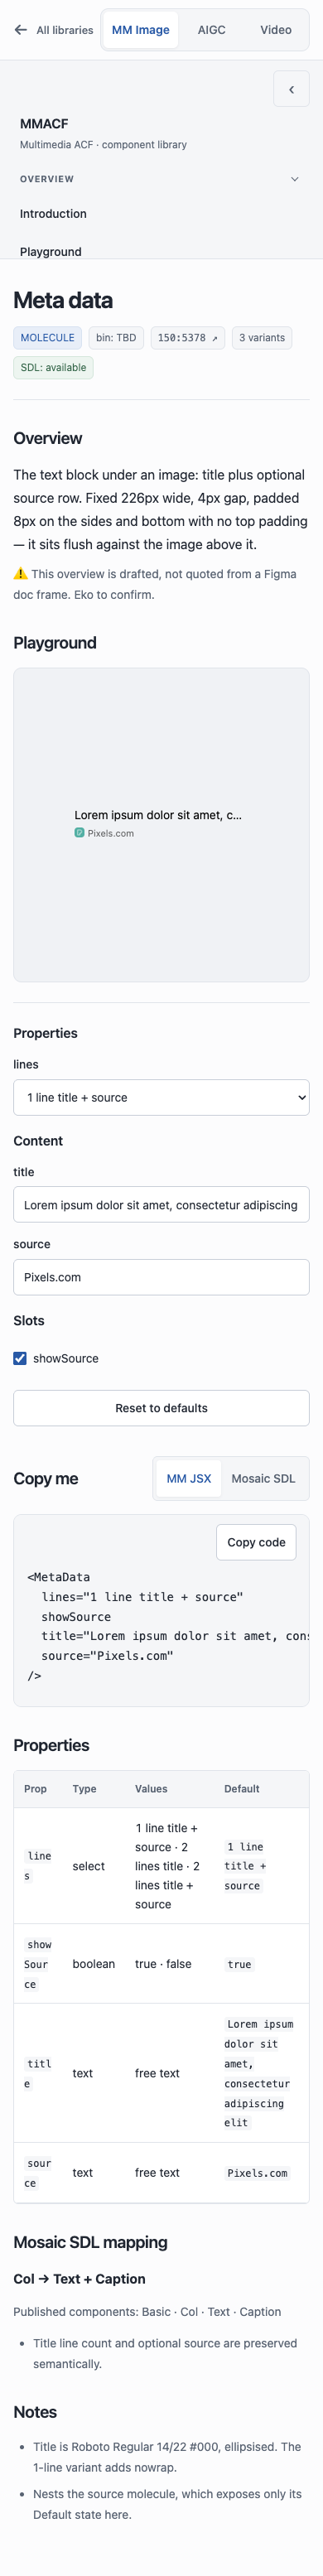 ← All libraries MM Image AIGC Video
‹
MMACF
Multimedia ACF · component library
OVERVIEW
Introduction
Playground
Meta data
MOLECULE bin: TBD 150:5378 ↗ 3 variants
SDL: available
Overview
The text block under an image: title plus optional
source row. Fixed 226px wide, 4px gap, padded
8px on the sides and bottom with no top padding
— it sits flush against the image above it.
⚠️ This overview is drafted, not quoted from a Figma
doc frame. Eko to confirm.
Playground
Lorem ipsum dolor sit amet, c...
Pixels.com
Properties
lines
1 line title + source
Content
title
Lorem ipsum dolor sit amet, consectetur adipiscing
source
Pixels.com
Slots
showSource
Reset to defaults
Copy me MM JSX Mosaic SDL
Copy code
<MetaData
lines="1 line title + source"
showSource
title="Lorem ipsum dolor sit amet, cons
source="Pixels.com"
/>
Properties
Prop Type Values Default
line
s
select
1 line title +
source · 2
lines title · 2
lines title +
source
1 line
title +
source
show
Sour
ce
boolean
true · false
true
titl
e
text
free text
Lorem ipsum
dolor sit
amet,
consectetur
adipiscing
elit
sour
ce
text
free text
Pixels.com
Mosaic SDL mapping
Col → Text + Caption
Published components: Basic · Col · Text · Caption
• Title line count and optional source are preserved
semantically.
Notes
• Title is Roboto Regular 14/22 #000, ellipsised. The
1-line variant adds nowrap.
• Nests the source molecule, which exposes only its
Default state here.